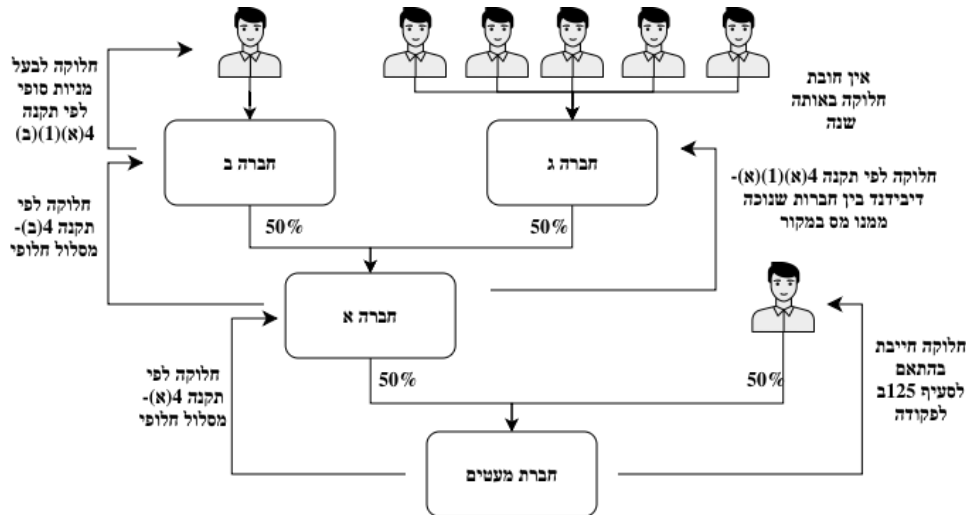 חלוקה לבעל
מניות סופי
לפי תקנה
4(א)(1)(ב)
אין חובת
חלוקה באותה
שנה
חברה ב
חברה ג
חלוקה לפי תקנה 4(א)(1)(א)-
דיבידנד בין חברות שנוכה
ממנו מס במקור
חלוקה לפי
תקנה 4(ב)-
מסלול חלופי
50%
50%
חברה א
חלוקה לפי
תקנה 4(א)-
מסלול חלופי
50%
50%
חלוקה חייבת
בהתאם
לסעיף 125ב
לפקודה
חברת מעטים